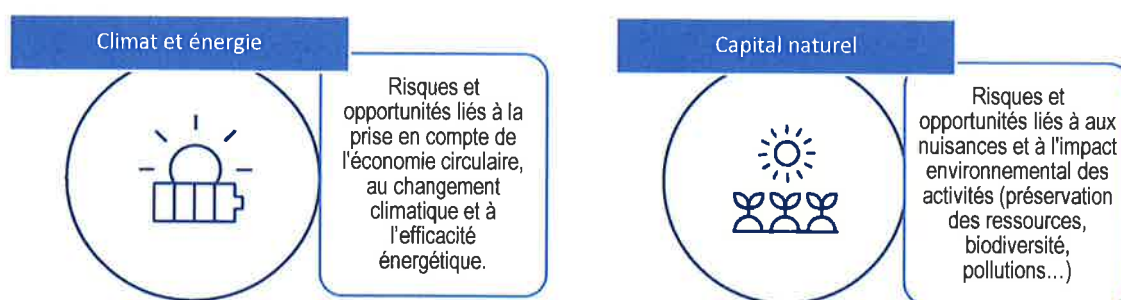 Climat et énergie
Risques et
opportunités liés à la
prise en compte de
l'économie circulaire,
au changement
climatique et à
l'efficacité
énergétique.
Capital naturel
Risques et
opportunités liés à aux
nuisances et à l'impact
environnemental des
activités (préservation
des ressources,
biodiversité,
pollutions...)